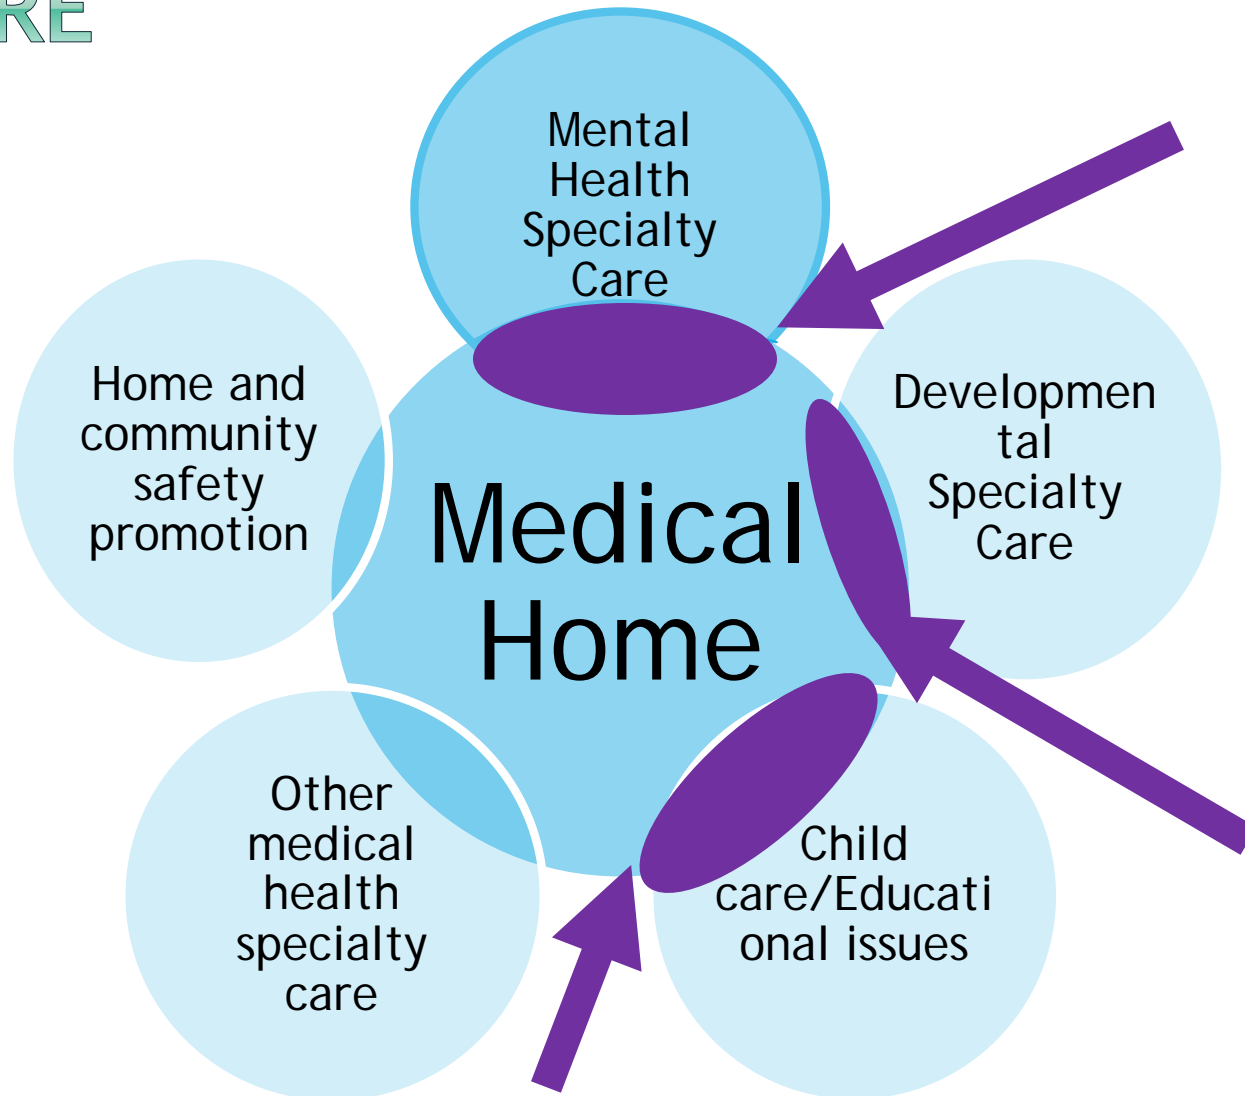 RE
Mental
Health
Specialty
Care
Home and
community
safety
promotion
Developmen
tal
Specialty
Care
Medical
Home
Other
medical
health
specialty
care
Child
care/Educati
onal issues